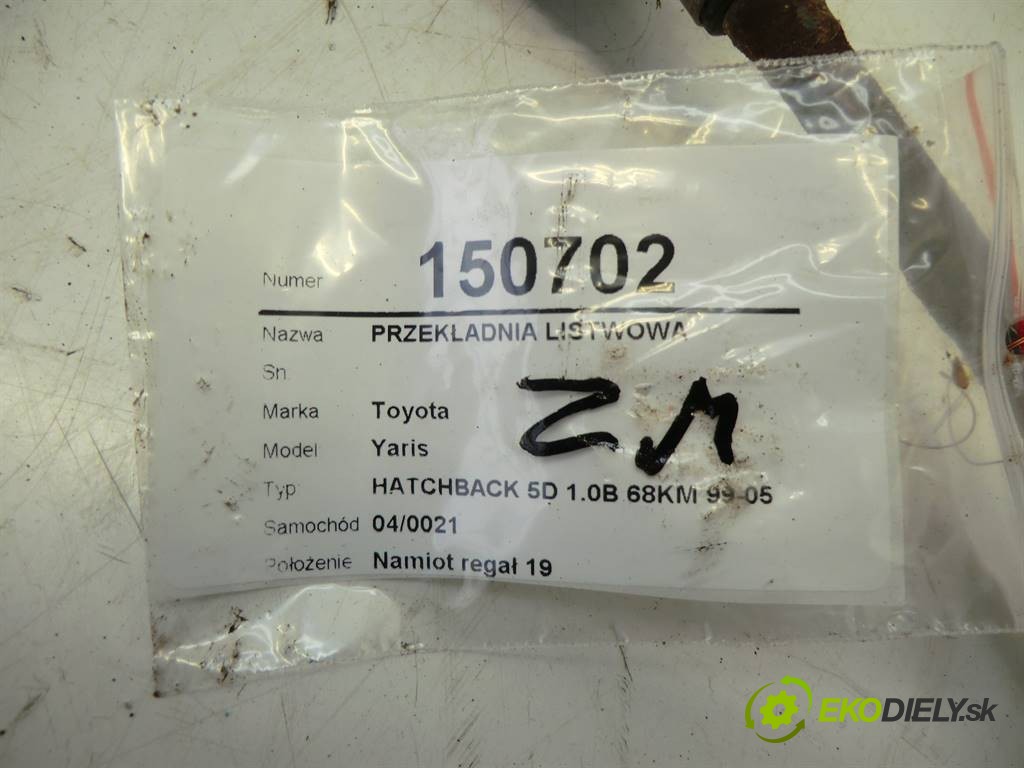 Numer 150702
Nazwa PRZEKLADNIA LISTWOWA
Sn.
Marka Toyota
Model Yaris
Typ HATCHBACK 5D 1.0B 68KM 99-05
Samochód 04/0021
Położenie Namiot regał 19
ZM
EKODIELY.sk